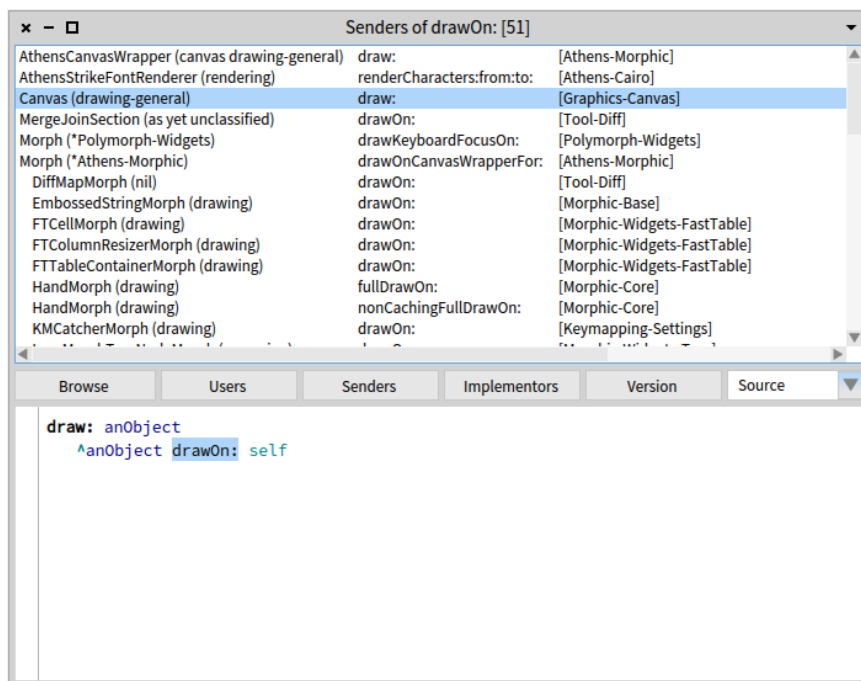 Senders of drawOn: [51]
AthensCanvasWrapper (canvas drawing-general) draw: [Athens-Morphic]
AthensStrikeFontRenderer (rendering) renderCharacters:from:to: [Athens-Cairo]
Canvas (drawing-general) draw: [Graphics-Canvas]
MergeJoinSection (as yet unclassified) drawOn: [Tool-Diff]
Morph (*Polymorph-Widgets) drawKeyboardFocusOn: [Polymorph-Widgets]
Morph (*Athens-Morphic) drawOnCanvasWrapperFor: [Athens-Morphic]
DiffMapMorph (nil) drawOn: [Tool-Diff]
EmbossedStringMorph (drawing) drawOn: [Morphic-Base]
FTCellMorph (drawing) drawOn: [Morphic-Widgets-FastTable]
FTColumnResizerMorph (drawing) drawOn: [Morphic-Widgets-FastTable]
FTTableContainerMorph (drawing) drawOn: [Morphic-Widgets-FastTable]
HandMorph (drawing) fullDrawOn: [Morphic-Core]
HandMorph (drawing) nonCachingFullDrawOn: [Morphic-Core]
KMCatcherMorph (drawing) drawOn: [Keymapping-Settings]
Browse Users Senders Implementors Version Source
draw: anObject
^anObject drawOn: self